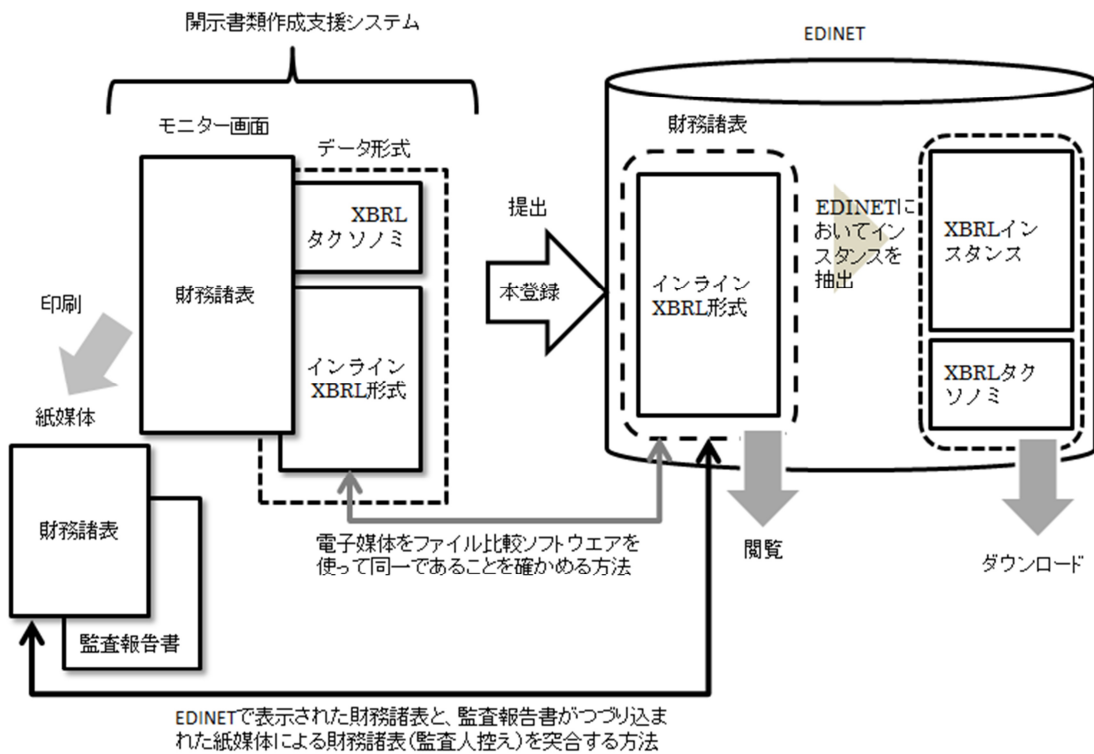 開示書類作成支援システム
EDINET
モニター画面
データ形式
財務諸表
XBRL
タクソノミ
インライン
XBRL形式
印刷
紙媒体
財務諸表
監査報告書
提出
本登録
財務諸表
インライン
XBRL形式
EDINETに
おいてイン
スタンスを
抽出
XBRLイン
スタンス
XBRLタク
ソノミ
閲覧
ダウンロード
電子媒体をファイル比較ソフトウエアを
使って同一であることを確かめる方法
EDINETで表示された財務諸表と、監査報告書がつづり込ま
れた紙媒体による財務諸表(監査人控え)を突合する方法